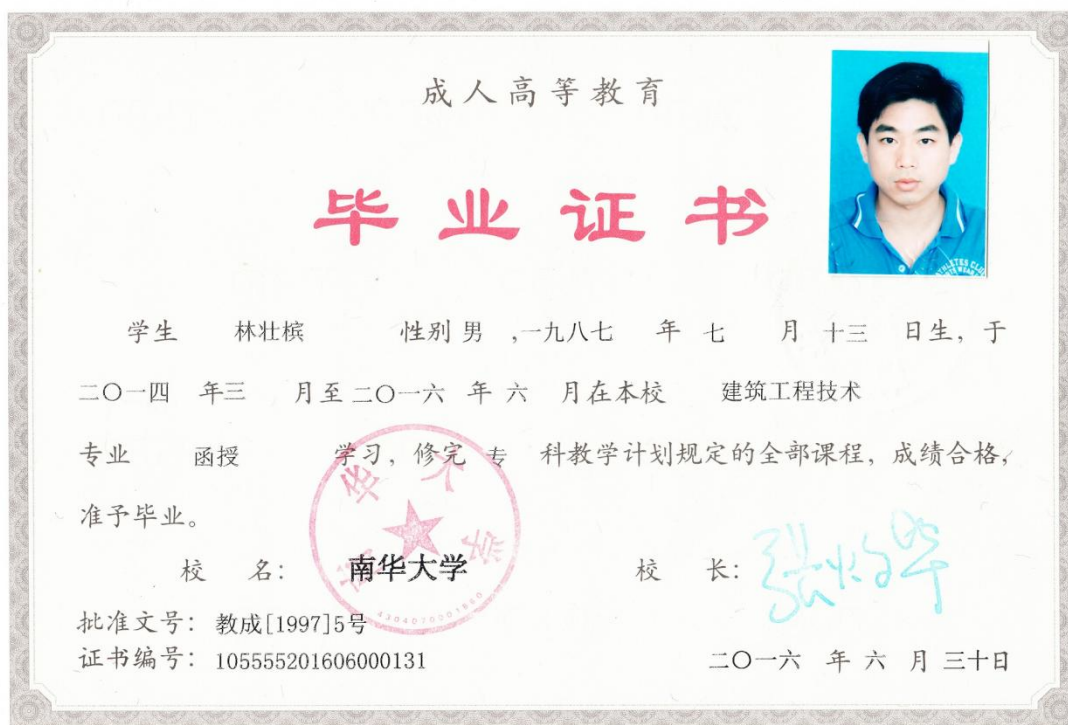 成人高等教育
毕业证书
学生 林壮槟 性别 男 ,一九八七 年 七 月 十三 日生，于
二〇一四 年三 月至 二〇一六 年 六 月在本校 建筑工程技术
专业 函授 学习，修完 专 科教学计划规定的全部课程，成绩合格，
准予毕业。
校 名： 南华大学 校 长：
南华大学
批准文号：教成[1997]5号
证书编号：105555201606000131 二〇一六 年 六 月 三十日